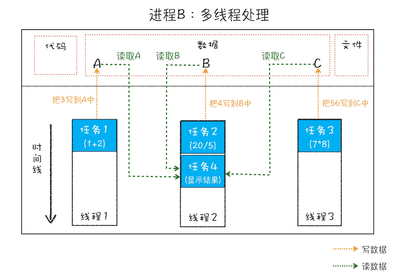 进程B：多线程处理
代码
数据
文件
读取A
读取B
读取C
A
B
C
把3写到A中
把4写到B中
把56写到C中
时间线
任务1
(1+2)
任务2
(20/5)
任务3
(7*8)
任务4
(显示结果)
线程1
线程2
线程3
写数据
读数据